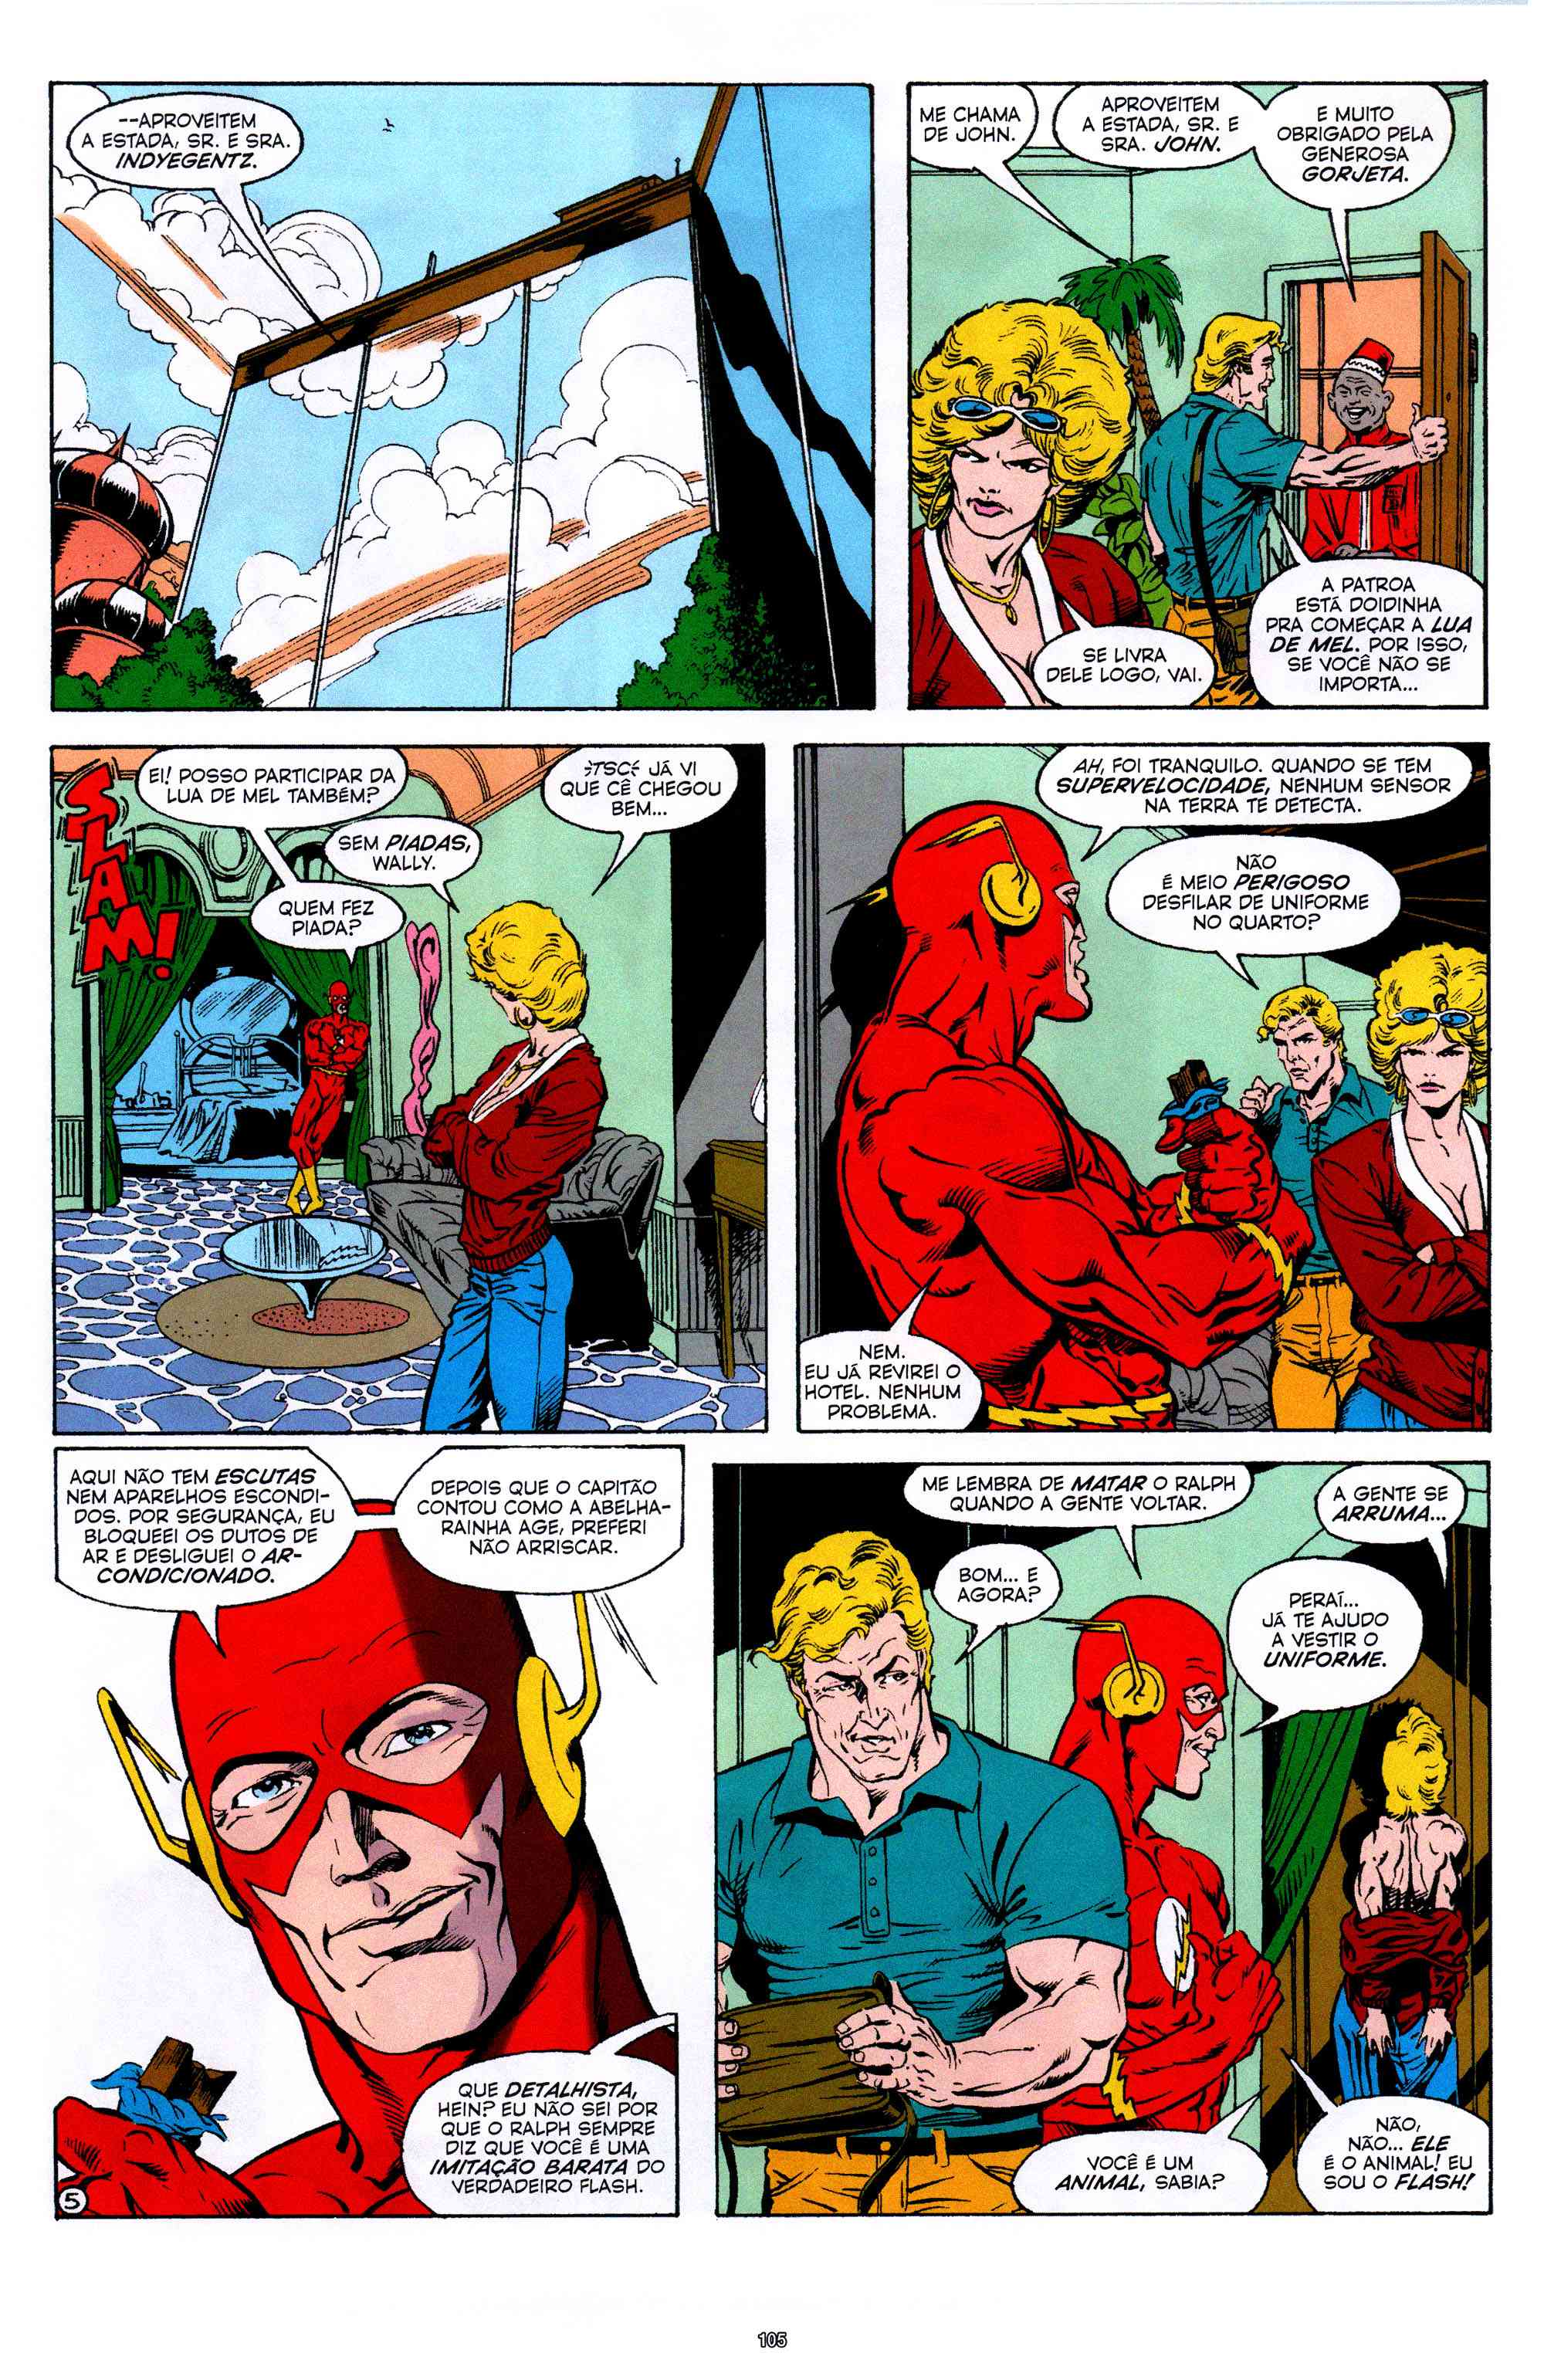 --APROVEITEM
A ESTADA, SR. E SRA.
INDYEGENTZ.
ME CHAMA
DE JOHN.
APROVEITEM
A ESTADA, SR. E
SRA. JOHN.
E MUITO
OBRIGADO PELA
GENEROSA
GORJETA.
SE LIVRA
DELE LOGO, VAI.
A PATROA
ESTÁ DOIDINHA
PRA COMEÇAR A LUA
DE MEL. POR ISSO,
SE VOCÊ NÃO SE
IMPORTA...
SLAM!
EI! POSSO PARTICIPAR DA
LUA DE MEL TAMBÉM?
SEM PIADAS,
WALLY.
QUEM FEZ
PIADA?
TSC JÁ VI
QUE CÊ CHEGOU
BEM...
AH, FOI TRANQUILO. QUANDO SE TEM
SUPERVELOCIDADE, NENHUM SENSOR
NA TERRA TE DETECTA.
NÃO
É MEIO PERIGOSO
DESFILAR DE UNIFORME
NO QUARTO?
NEM.
EU JÁ REVIREI O
HOTEL. NENHUM
PROBLEMA.
AQUI NÃO TEM ESCUTAS
NEM APARELHOS ESCONDI-
DOS. POR SEGURANÇA, EU
BLOQUEEI OS DUTOS DE
AR E DESLIGUEI O AR-
CONDICIONADO.
DEPOIS QUE O CAPITÃO
CONTOU COMO A ABELHA-
RAINHA AGE, PREFERI
NÃO ARRISCAR.
QUE DETALHISTA,
HEIN? EU NÃO SEI POR
QUE O RALPH SEMPRE
DIZ QUE VOCÊ É UMA
IMITAÇÃO BARATA DO
VERDADEIRO FLASH.
5
ME LEMBRA DE MATAR O RALPH
QUANDO A GENTE VOLTAR.
BOM... E
AGORA?
A GENTE SE
ARRUMA...
PERAÍ...
JÁ TE AJUDO
A VESTIR O
UNIFORME.
VOCÊ É UM
ANIMAL, SABIA?
NÃO,
NÃO... ELE
É O ANIMAL! EU
SOU O FLASH!
105